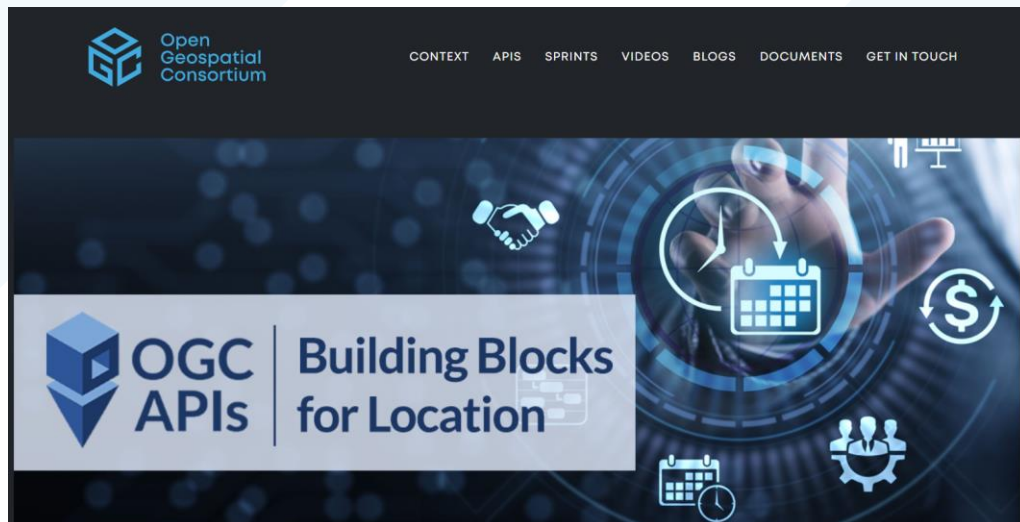 Open
Geospatial
Consortium
CONTEXT APIS SPRINTS VIDEOS BLOGS DOCUMENTS GET IN TOUCH
OGC
APIs
Building Blocks
for Location
$